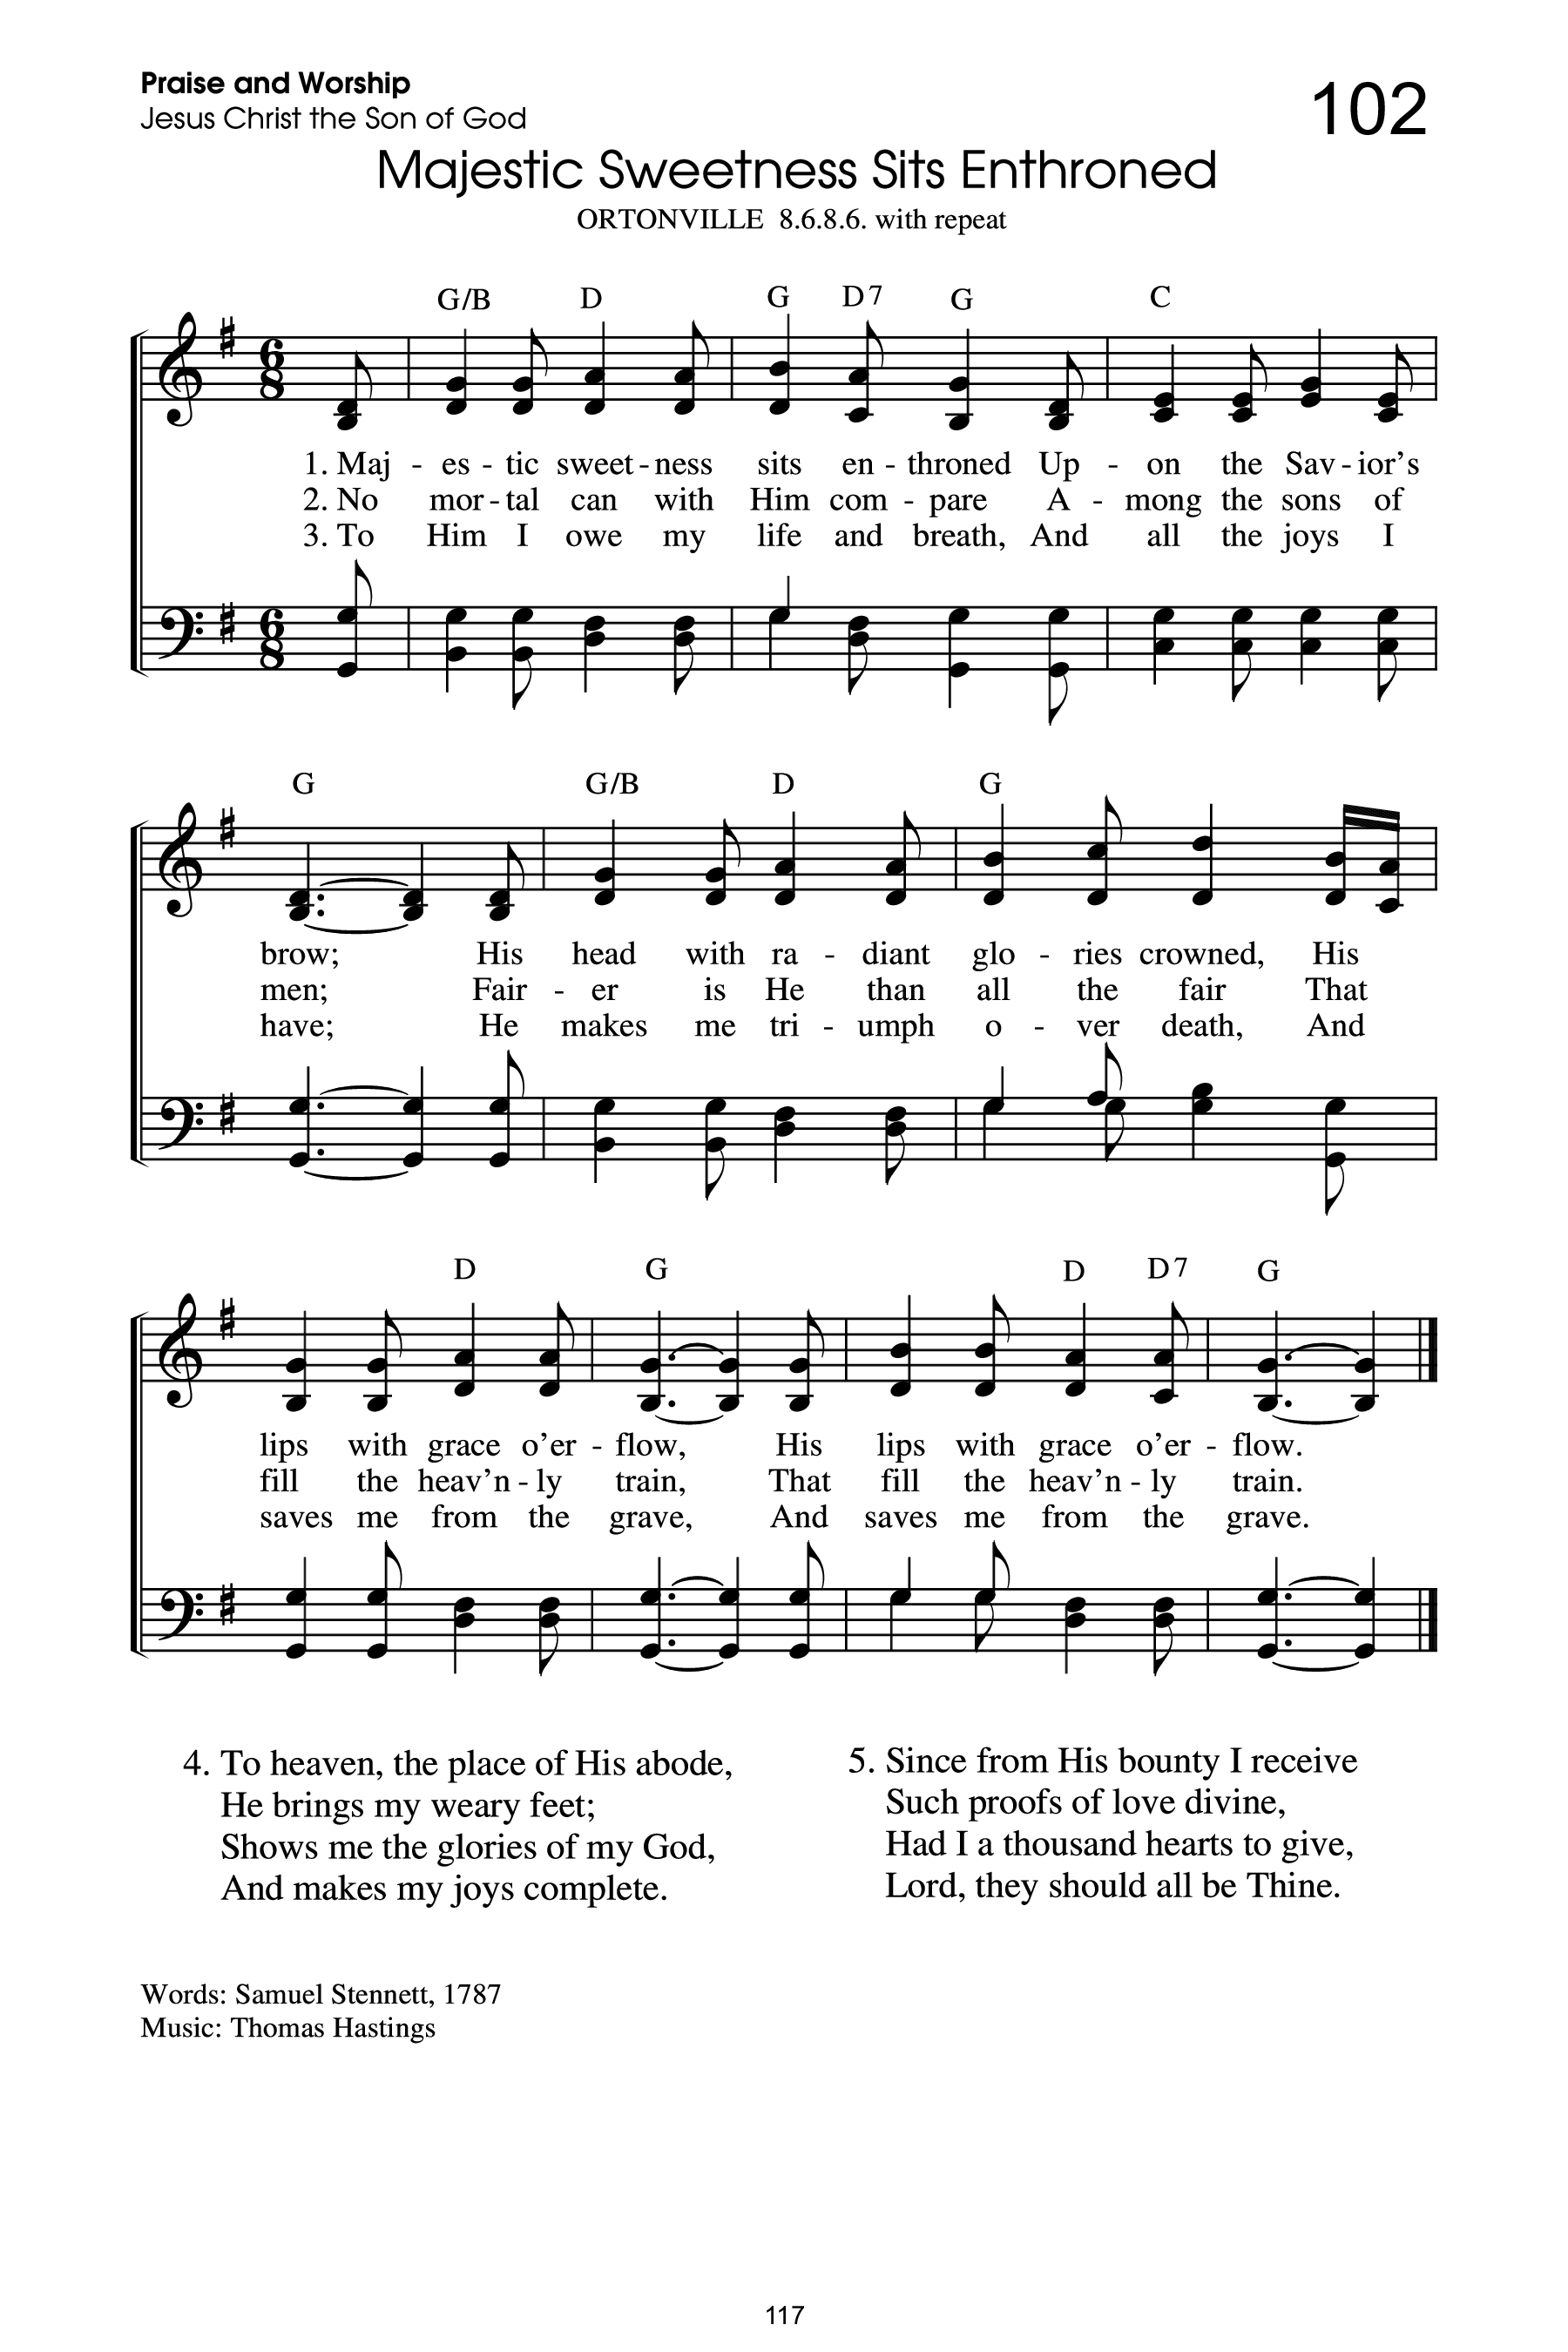 Praise and Worship
Jesus Christ the Son of God
102
Majestic Sweetness Sits Enthroned
ORTONVILLE 8.6.8.6. with repeat
G/B D G D7 G C
6 8
1. Maj - es - tic sweet - ness sits en - throned Up - on the Sav - ior's
2. No mor - tal can with Him com - pare A - mong the sons of
3. To Him I owe my life and breath, And all the joys I
6 8
G G/B D G
brow; His head with ra - diant glo - ries crowned, His
men; Fair - er is He than all the fair That
have; He makes me tri - umph o - ver death, And
D G D D7 G
lips with grace o'er - flow, His lips with grace o'er - flow.
fill the heav'n - ly train, That fill the heav'n - ly train.
saves me from the grave, And saves me from the grave.
4. To heaven, the place of His abode,
He brings my weary feet;
Shows me the glories of my God,
And makes my joys complete.
5. Since from His bounty I receive
Such proofs of love divine,
Had I a thousand hearts to give,
Lord, they should all be Thine.
Words: Samuel Stennett, 1787
Music: Thomas Hastings
117